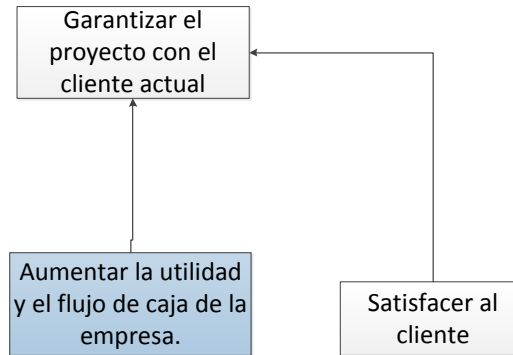 Garantizar el
proyecto con el
cliente actual
Aumentar la utilidad
y el flujo de caja de la
empresa.
Satisfacer al
cliente